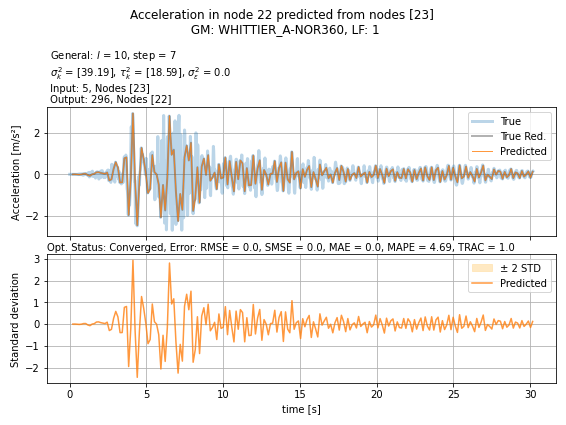 Acceleration in node 22 predicted from nodes [23]
GM: WHITTIER_A-NOR360, LF: 1
General: l = 10, step = 7
σ²ₖ = [39.19], τ²ₖ = [18.59], σ²ε = 0.0
Input: 5, Nodes [23]
Output: 296, Nodes [22]
Acceleration [m/s²]
2
0
−2
True
True Red.
Predicted
Opt. Status: Converged, Error: RMSE = 0.0, SMSE = 0.0, MAE = 0.0, MAPE = 4.69, TRAC = 1.0
Standard deviation
3
2
1
0
−1
−2
± 2 STD
Predicted
0 5 10 15 20 25 30
time [s]